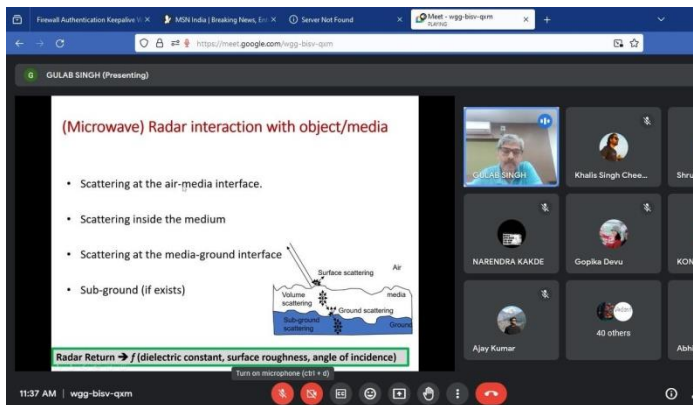 Firewall Authentication Keepalive
MSN India | Breaking News, Ent
Server Not Found
Meet - wgg-bisv-qxm
PLAYING
https://meet.google.com/wgg-bisv-qxm
G GULAB SINGH (Presenting)
(Microwave) Radar interaction with object/media
• Scattering at the air-media interface.
• Scattering inside the medium
• Scattering at the media-ground interface
• Sub-ground (if exists)
Surface scattering
Air
Volume scattering
media
Ground scattering
Sub-ground scattering
Ground
Radar Return → f (dielectric constant, surface roughness, angle of incidence)
GULAB SINGH
Khalis Singh Chee...
Shru
NARENDRA KAKDE
Gopika Devu
KON
Ajay Kumar
40 others
Abhi
Turn on microphone (ctrl + d)
11:37 AM | wgg-bisv-qxm